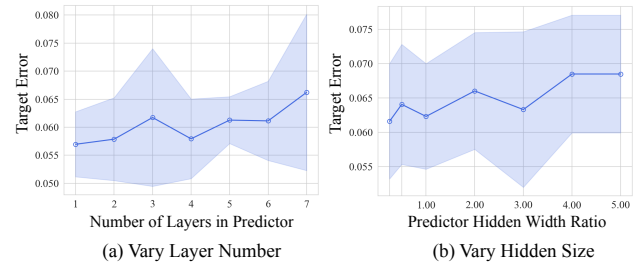 0.080
0.075
0.070
0.065
0.060
0.055
0.050
Target Error
1 2 3 4 5 6 7
Number of Layers in Predictor
(a) Vary Layer Number
0.075
0.070
0.065
0.060
0.055
Target Error
1.00 2.00 3.00 4.00 5.00
Predictor Hidden Width Ratio
(b) Vary Hidden Size